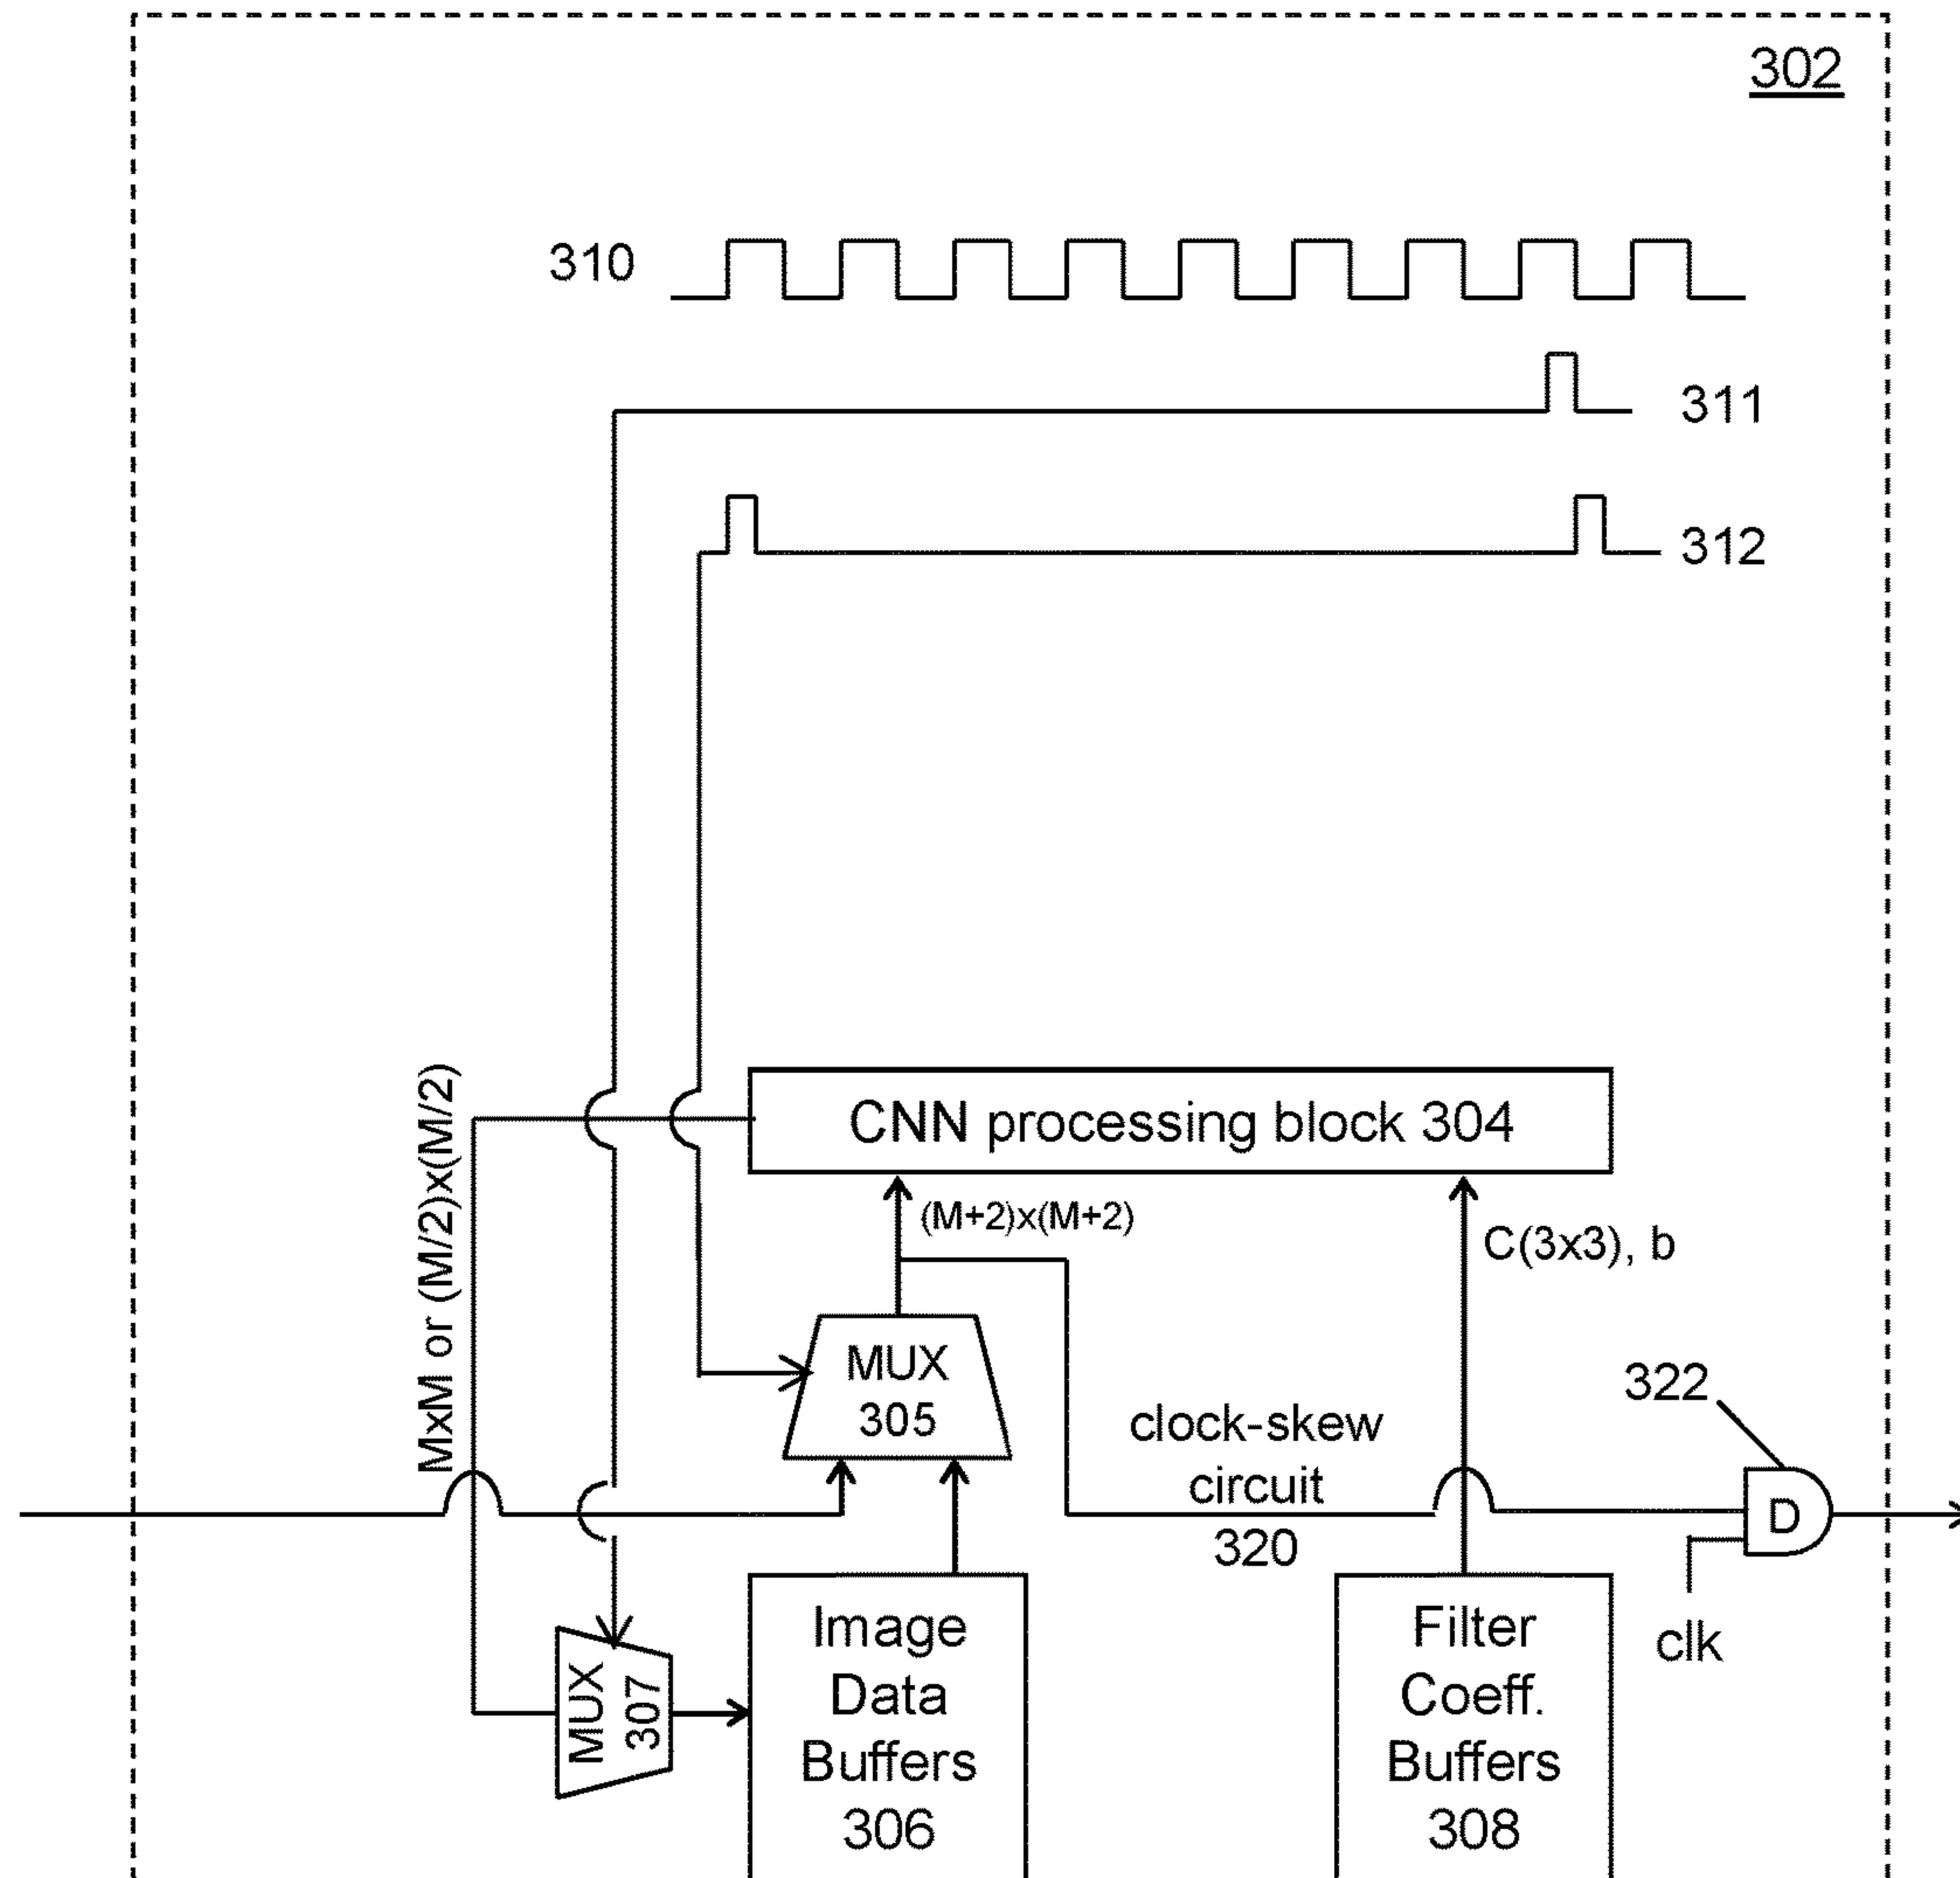 302
310
311
312
CNN processing block 304
MxM or (M/2)x(M/2)
(M+2)x(M+2)
C(3x3), b
MUX
305
322
clock-skew
circuit
320
D
clk
MUX
307
Image
Data
Buffers
306
Filter
Coeff.
Buffers
308